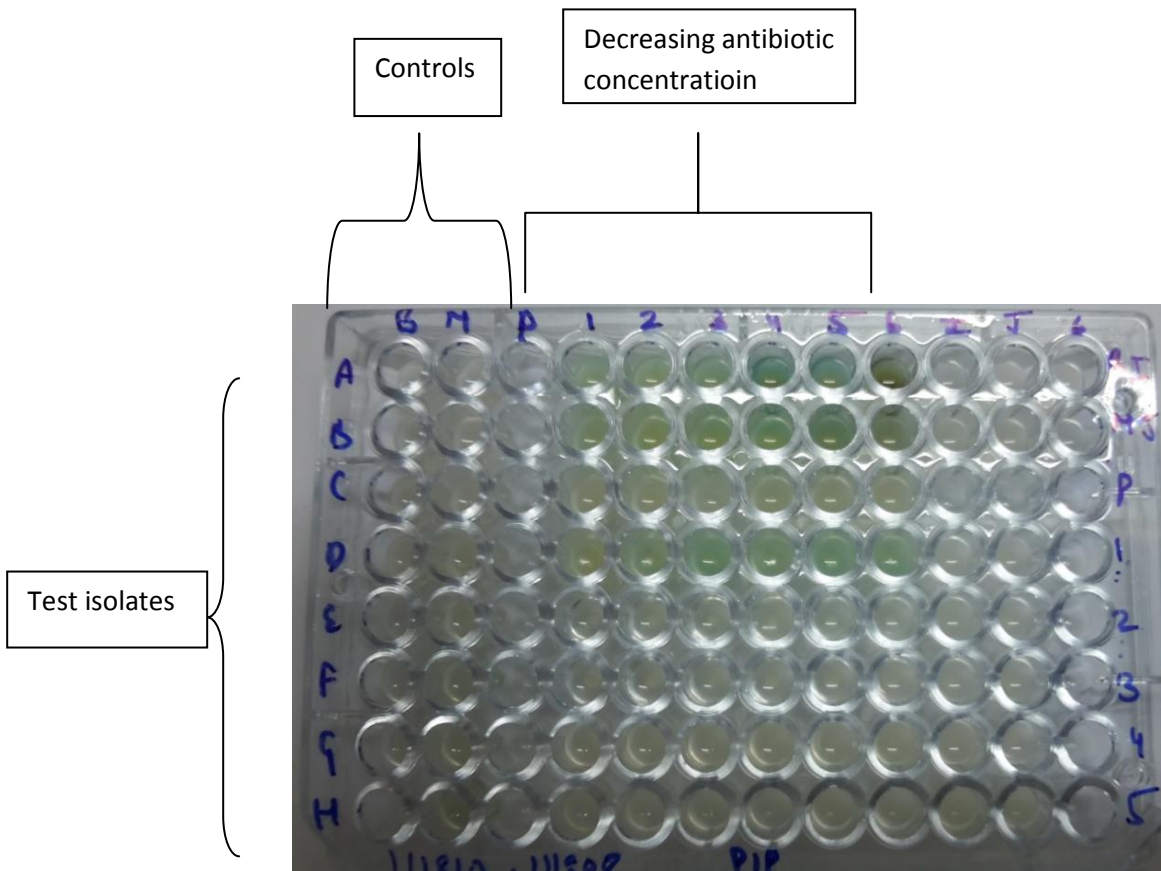 Decreasing antibiotic
concentratioin
Controls
B M P 1 2 3 4 5 6 I J
A
B
C P
D 1
E 2
F 3
G 4
H 5
Test isolates
PIP